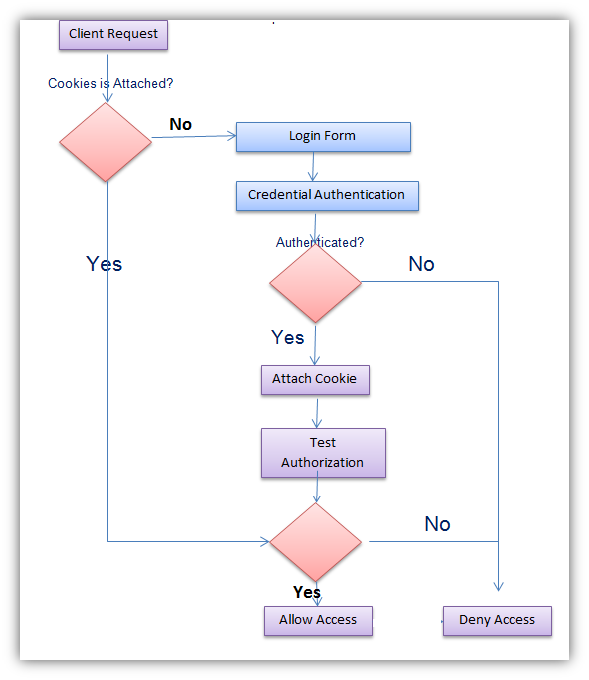 Client Request
Cookies is Attached?
No
Login Form
Credential Authentication
Authenticated?
Yes
No
Yes
Attach Cookie
Test
Authorization
No
Yes
Allow Access
Deny Access